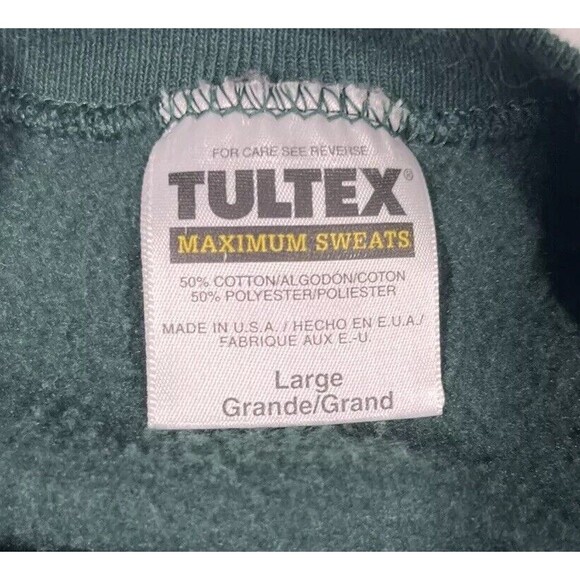 FOR CARE SEE REVERSE
TULTEX®
MAXIMUM SWEATS
50% COTTON/ALGODON/COTON
50% POLYESTER/POLIESTER
MADE IN U.S.A. / HECHO EN E.U.A./
FABRIQUE AUX E.-U.
Large
Grande/Grand